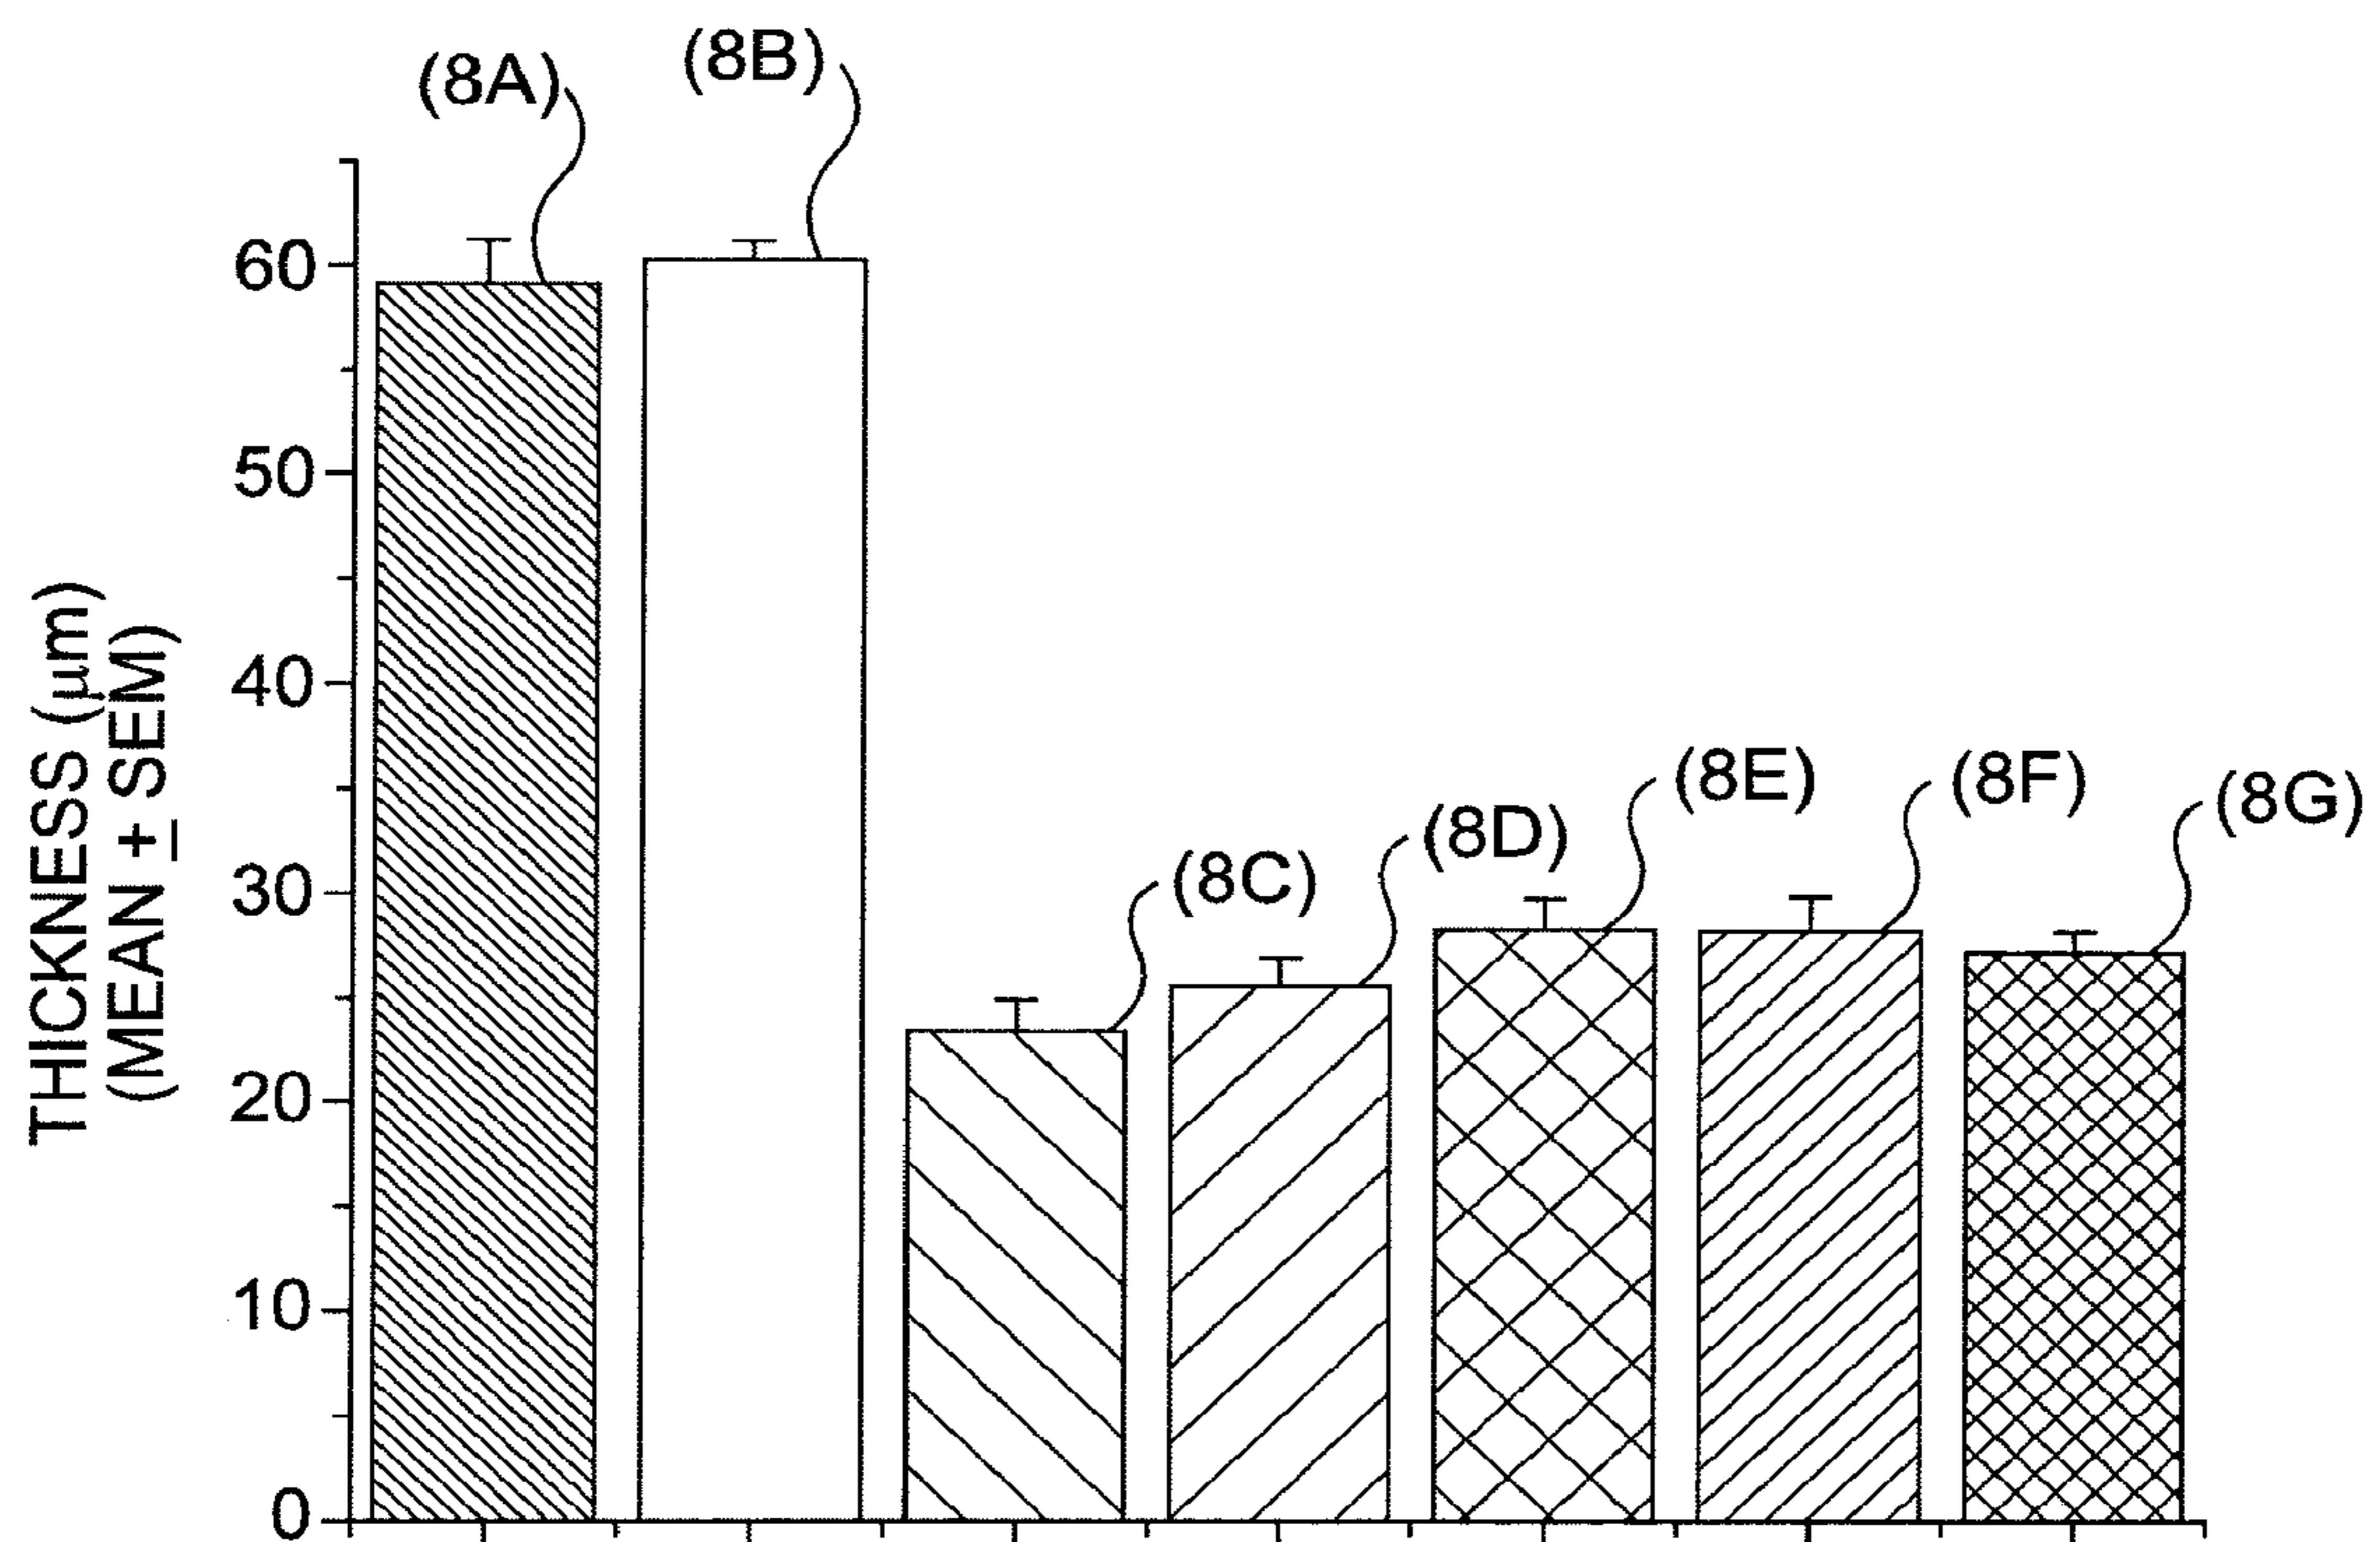 (8A)
(8B)
60
50
40
30
20
10
0
THICKNESS (μm)
(MEAN ± SEM)
(8C)
(8D)
(8E)
(8F)
(8G)